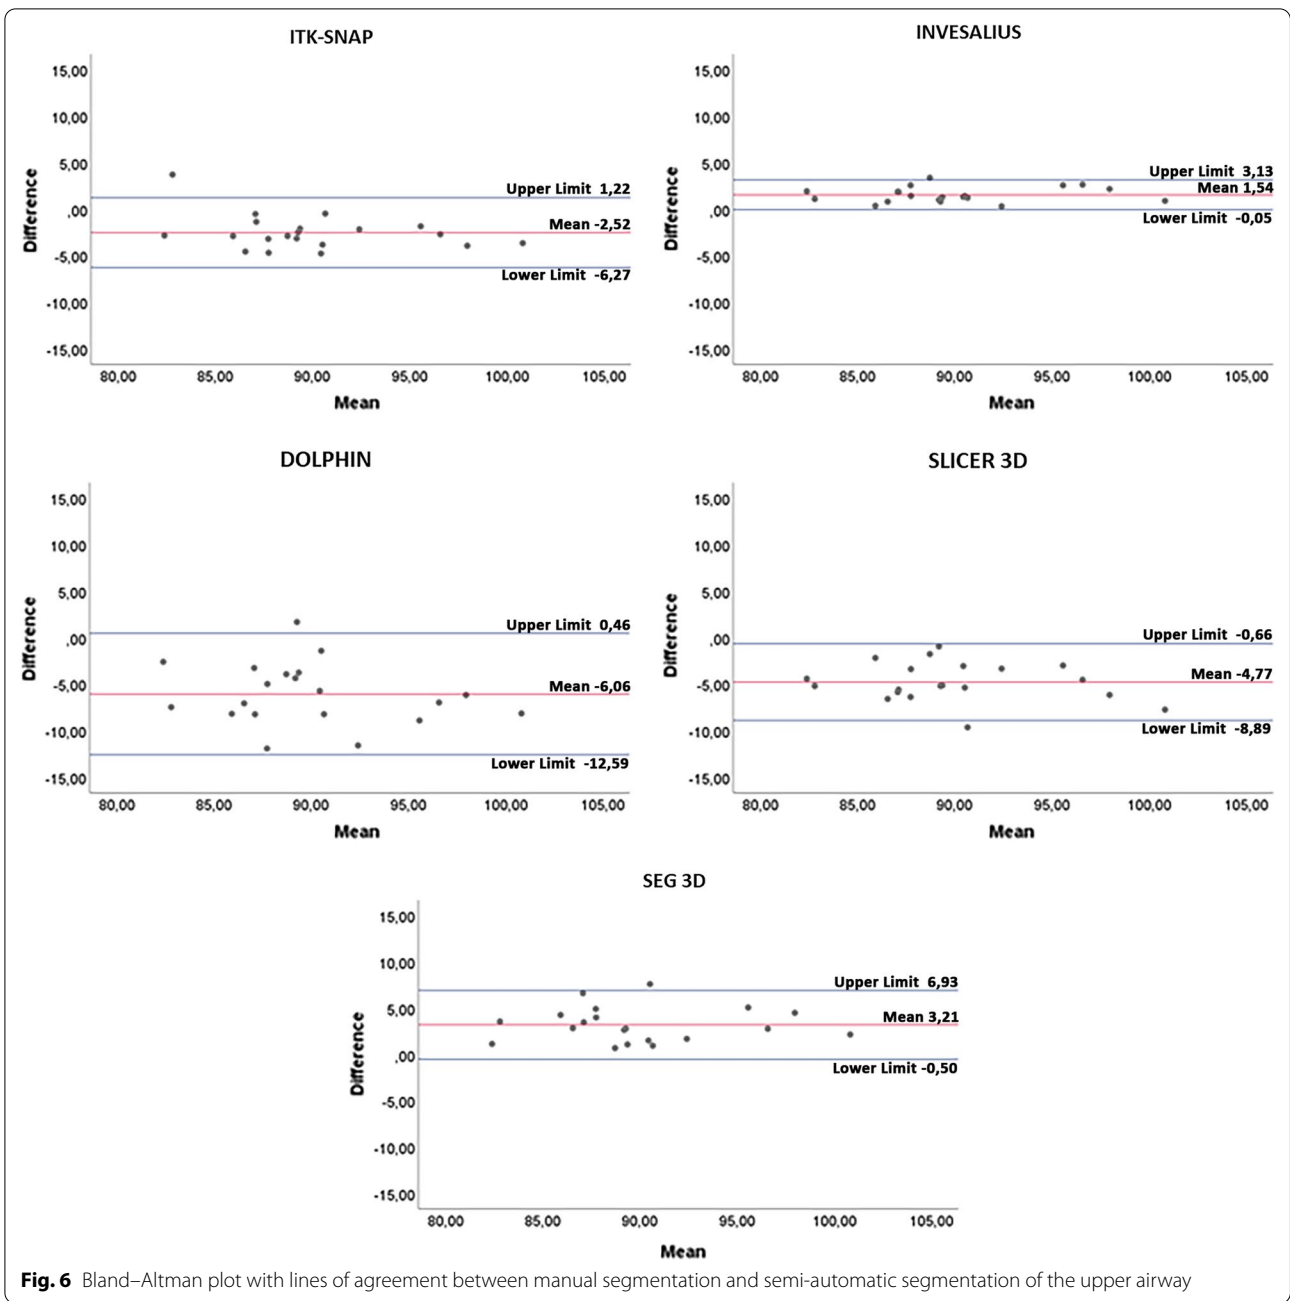 ITK-SNAP
15,00
10,00
5,00
,00
-5,00
-10,00
-15,00
Difference
Upper Limit 1,22
Mean -2,52
Lower Limit -6,27
80,00 85,00 90,00 95,00 100,00 105,00
Mean
INVESALIUS
15,00
10,00
5,00
,00
-5,00
-10,00
-15,00
Difference
Upper Limit 3,13
Mean 1,54
Lower Limit -0,05
80,00 85,00 90,00 95,00 100,00 105,00
Mean
DOLPHIN
15,00
10,00
5,00
,00
-5,00
-10,00
-15,00
Difference
Upper Limit 0,46
Mean -6,06
Lower Limit -12,59
80,00 85,00 90,00 95,00 100,00 105,00
Mean
SLICER 3D
15,00
10,00
5,00
,00
-5,00
-10,00
-15,00
Difference
Upper Limit -0,66
Mean -4,77
Lower Limit -8,89
80,00 85,00 90,00 95,00 100,00 105,00
Mean
SEG 3D
15,00
10,00
5,00
,00
-5,00
-10,00
-15,00
Difference
Upper Limit 6,93
Mean 3,21
Lower Limit -0,50
80,00 85,00 90,00 95,00 100,00 105,00
Mean
Fig. 6 Bland–Altman plot with lines of agreement between manual segmentation and semi-automatic segmentation of the upper airway